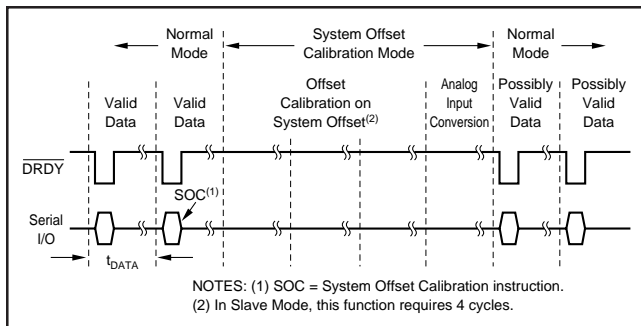 Normal
Mode
System Offset
Calibration Mode
Normal
Mode
Valid
Data
Valid
Data
Offset
Calibration on
System Offset(2)
Analog
Input
Conversion
Possibly
Valid
Data
Possibly
Valid
Data
DRDY
SOC(1)
Serial
I/O
tDATA
NOTES: (1) SOC = System Offset Calibration instruction.
(2) In Slave Mode, this function requires 4 cycles.